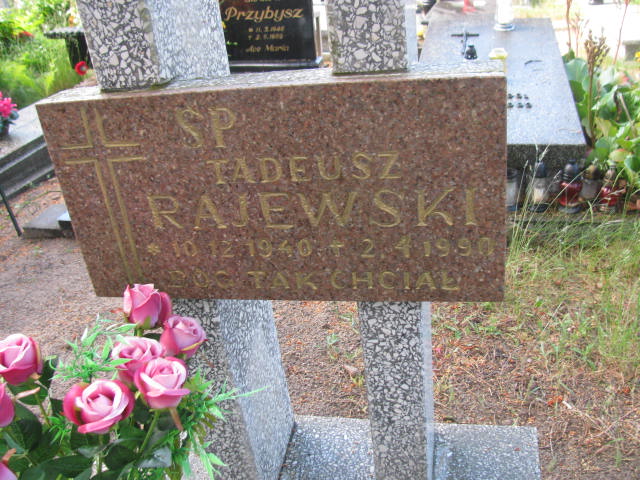 Przybysz
Ave Maria
ŚP
TADEUSZ
RAJEWSKI
* 10.12.1940 + 2.4.1990
BÓG TAK CHCIAŁ